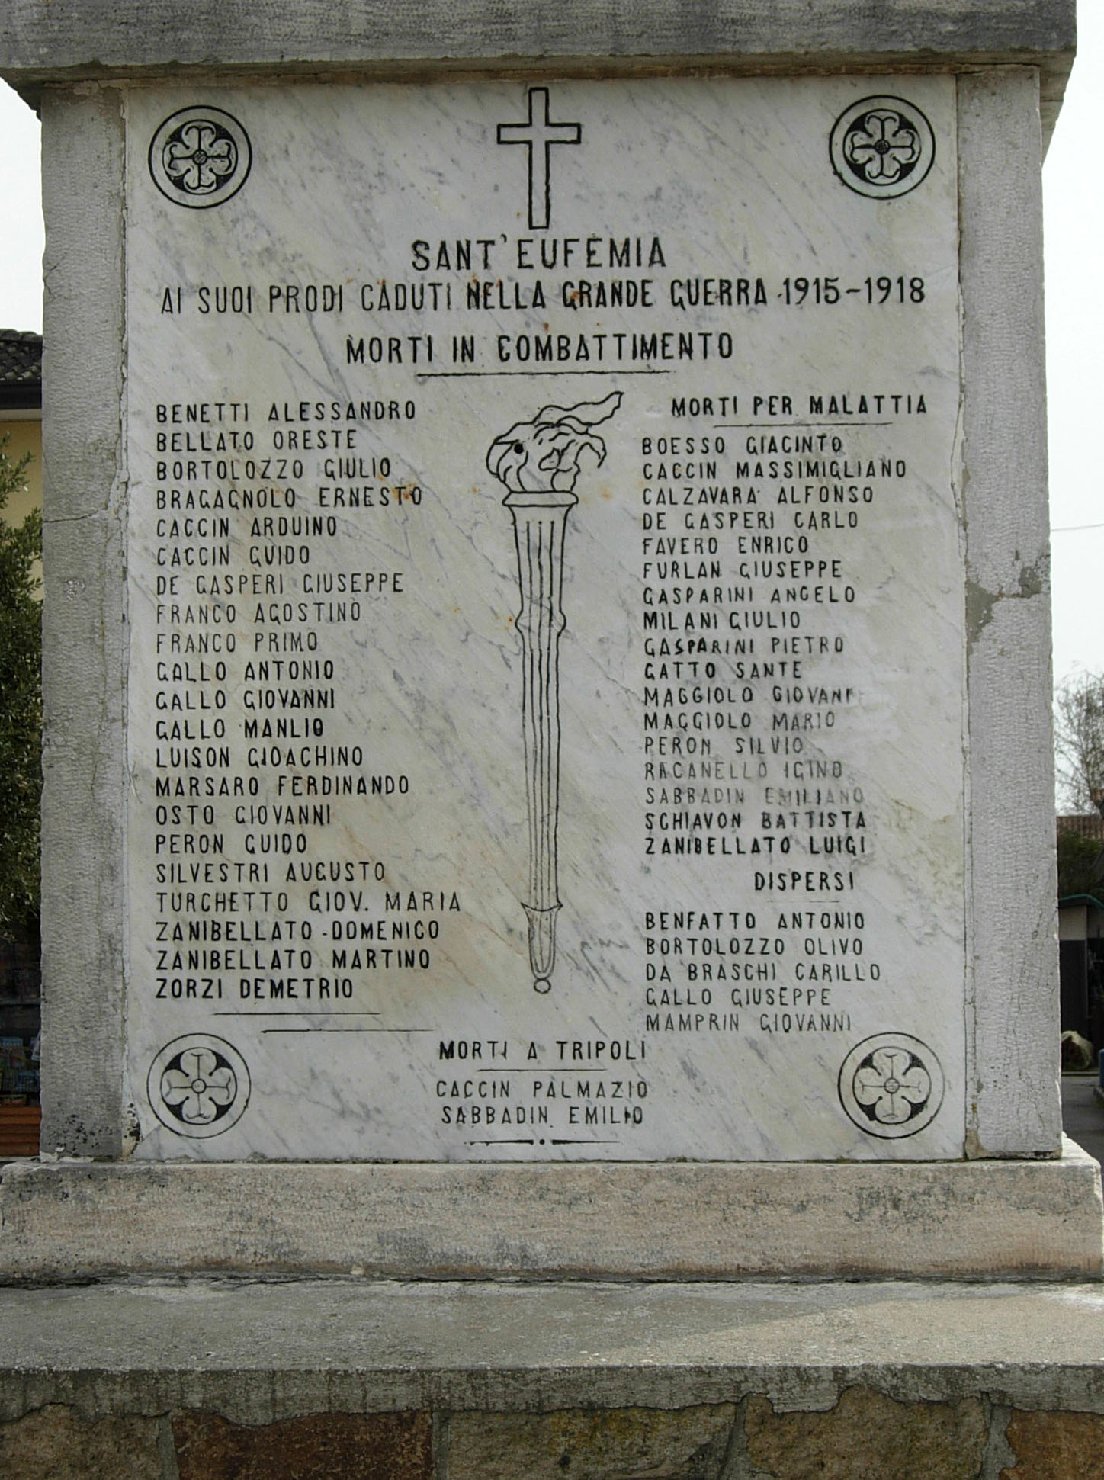 SANT'EUFEMIA
AI SUOI PRODI CADUTI NELLA GRANDE GUERRA 1915-1918
MORTI IN COMBATTIMENTO
BENETTI ALESSANDRO
BELLATO ORESTE
BORTOLOZZO GIULIO
BRAGAGNOLO ERNESTO
CACCIN ARDUINO
CACCIN GUIDO
DE GASPERI GIUSEPPE
FRANCO AGOSTINO
FRANCO PRIMO
GALLO ANTONIO
GALLO GIOVANNI
GALLO MANLIO
LUISON GIOACHINO
MARSARO FERDINANDO
OSTO GIOVANNI
PERON GUIDO
SILVESTRI AUGUSTO
TURCHETTO GIOV. MARIA
ZANIBELLATO DOMENICO
ZANIBELLATO MARTINO
ZORZI DEMETRIO
MORTI PER MALATTIA
BOESSO GIACINTO
CACCIN MASSIMIGLIANO
CALZAVARA ALFONSO
DE GASPERI CARLO
FAVERO ENRICO
FURLAN GIUSEPPE
GASPARINI ANGELO
MILANI GIULIO
GASPARINI PIETRO
GATTO SANTE
MAGGIOLO GIOVANNI
MAGGIOLO MARIO
PERON SILVIO
RACANELLO IGINO
SABBADIN EMILIANO
SCHIAVON BATTISTA
ZANIBELLATO LUIGI
DISPERSI
BENFATTO ANTONIO
BORTOLOZZO OLIVO
DA BRASCHI CARILLO
GALLO GIUSEPPE
MAMPRIN GIOVANNI
MORTI A TRIPOLI
CACCIN PALMAZIO
SABBADIN EMILIO